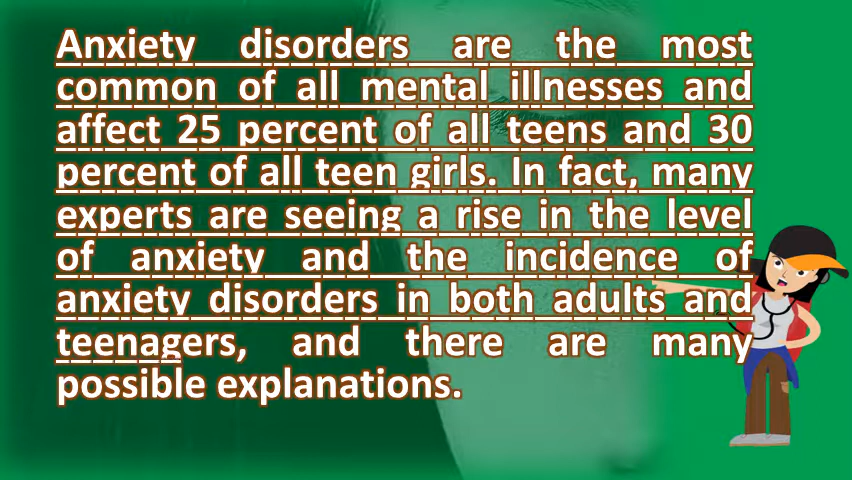 Anxiety disorders are the most
common of all mental illnesses and
affect 25 percent of all teens and 30
percent of all teen girls. In fact, many
experts are seeing a rise in the level
of anxiety and the incidence of
anxiety disorders in both adults and
teenagers, and there are many
possible explanations.